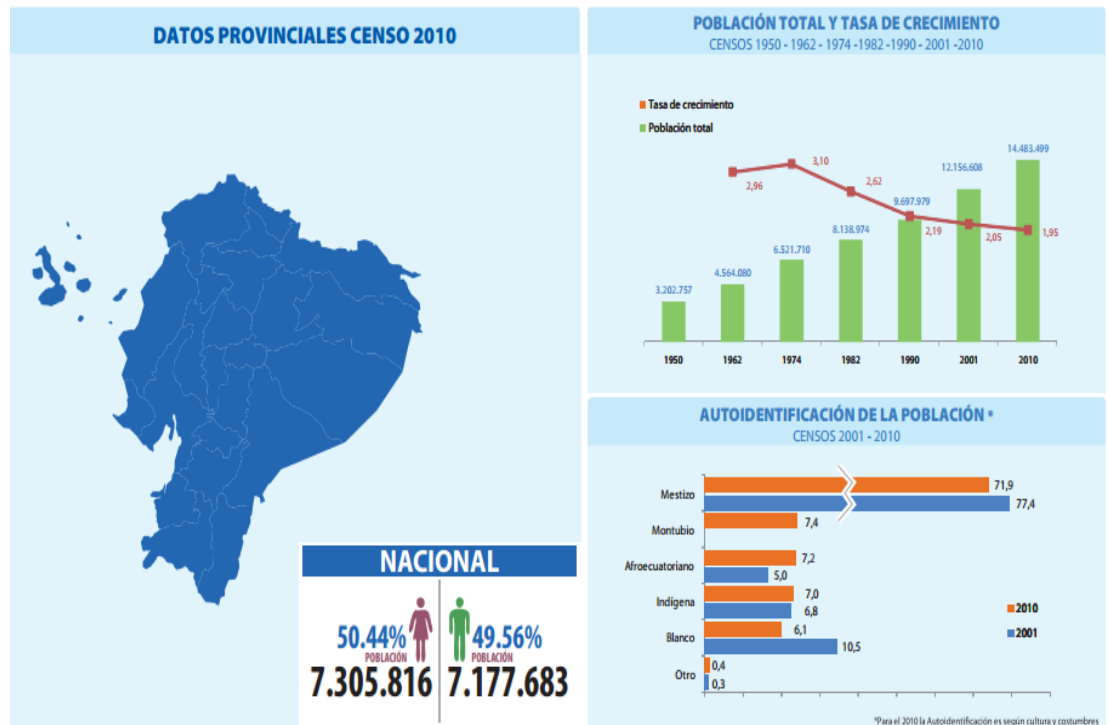 DATOS PROVINCIALES CENSO 2010
NACIONAL
50.44%
POBLACIÓN
7.305.816
49.56%
POBLACIÓN
7.177.683
POBLACIÓN TOTAL Y TASA DE CRECIMIENTO
CENSOS 1950 - 1962 - 1974 -1982 -1990 - 2001 -2010
Tasa de crecimiento
Población total
3.202.757
4.564.080
6.521.710
8.138.974
9.697.979
12.156.608
14.483.499
2,96
3,10
2,62
2,19
2,05
1,95
1950
1962
1974
1982
1990
2001
2010
AUTOIDENTIFICACIÓN DE LA POBLACIÓN *
CENSOS 2001 - 2010
Mestizo
71,9
77,4
Montubio
7,4
Afroecuatoriano
7,2
5,0
Indígena
7,0
6,8
Blanco
6,1
10,5
Otro
0,4
0,3
2010
2001
*Para el 2010 la Autoidentificación es según cultura y costumbres